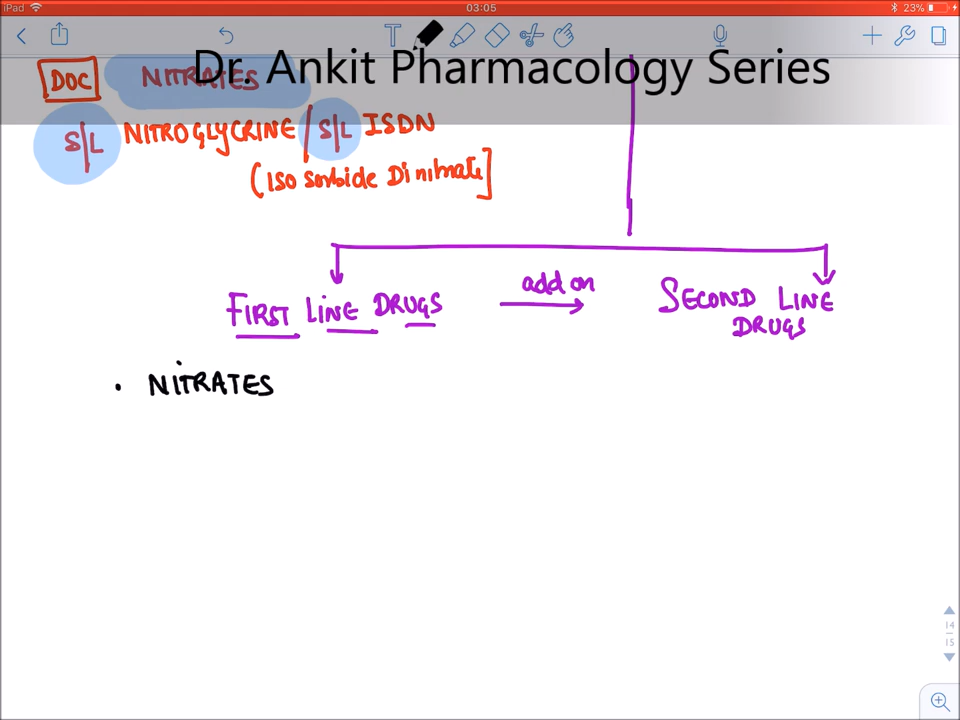 iPad 03:05 23%
T
Dr. Ankit Pharmacology Series
DOC NITRATES
S/L NITROGLYCRINE / S/L ISDN
(Iso Sorbide Dinitrate]
add on
FIRST LINE DRUGS SECOND LINE
DRUGS
. NITRATES
14
15